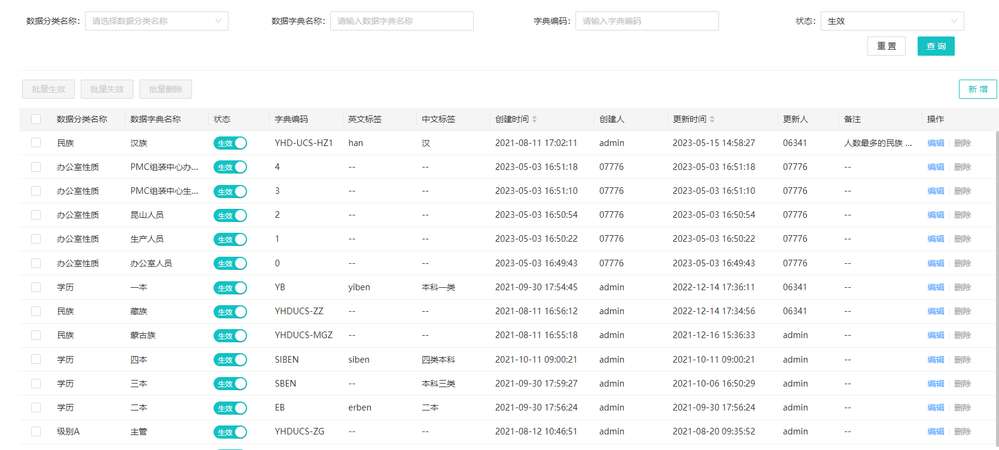 数据分类名称: 请选择数据分类名称 数据字典名称: 请输入数据字典名称 字典编码: 请输入字典编码 状态: 生效
重 置 查 询
批量生效 批量失效 批量删除 新 增
数据分类名称 数据字典名称 状态 字典编码 英文标签 中文标签 创建时间 创建人 更新时间 更新人 备注 操作
民族 汉族 生效 YHD-UCS-HZ1 han 汉 2021-08-11 17:02:11 admin 2023-05-15 14:58:27 06341 人数最多的民族 ... 编辑 删除
办公室性质 PMC组装中心办... 生效 4 -- -- 2023-05-03 16:51:18 07776 2023-05-03 16:51:18 07776 -- 编辑 删除
办公室性质 PMC组装中心生... 生效 3 -- -- 2023-05-03 16:51:10 07776 2023-05-03 16:51:10 07776 -- 编辑 删除
办公室性质 昆山人员 生效 2 -- -- 2023-05-03 16:50:54 07776 2023-05-03 16:50:54 07776 -- 编辑 删除
办公室性质 生产人员 生效 1 -- -- 2023-05-03 16:50:22 07776 2023-05-03 16:50:22 07776 -- 编辑 删除
办公室性质 办公室人员 生效 0 -- -- 2023-05-03 16:49:43 07776 2023-05-03 16:49:43 07776 -- 编辑 删除
学历 一本 生效 YB yiben 本科一类 2021-09-30 17:54:45 admin 2022-12-14 17:36:11 06341 -- 编辑 删除
民族 藏族 生效 YHDUCS-ZZ -- -- 2021-08-11 16:56:12 admin 2022-12-14 17:34:56 06341 -- 编辑 删除
民族 蒙古族 生效 YHDUCS-MGZ -- -- 2021-08-11 16:55:18 admin 2021-12-16 15:36:33 admin -- 编辑 删除
学历 四本 生效 SIBEN siben 四类本科 2021-10-11 09:00:21 admin 2021-10-11 09:00:21 admin -- 编辑 删除
学历 三本 生效 SBEN -- 本科三类 2021-09-30 17:59:27 admin 2021-10-06 16:50:29 admin -- 编辑 删除
学历 二本 生效 EB erben 二本 2021-09-30 17:56:24 admin 2021-09-30 17:56:24 admin -- 编辑 删除
级别A 主管 生效 YHDUCS-ZG -- -- 2021-08-12 10:46:51 admin 2021-08-20 09:35:52 admin -- 编辑 删除